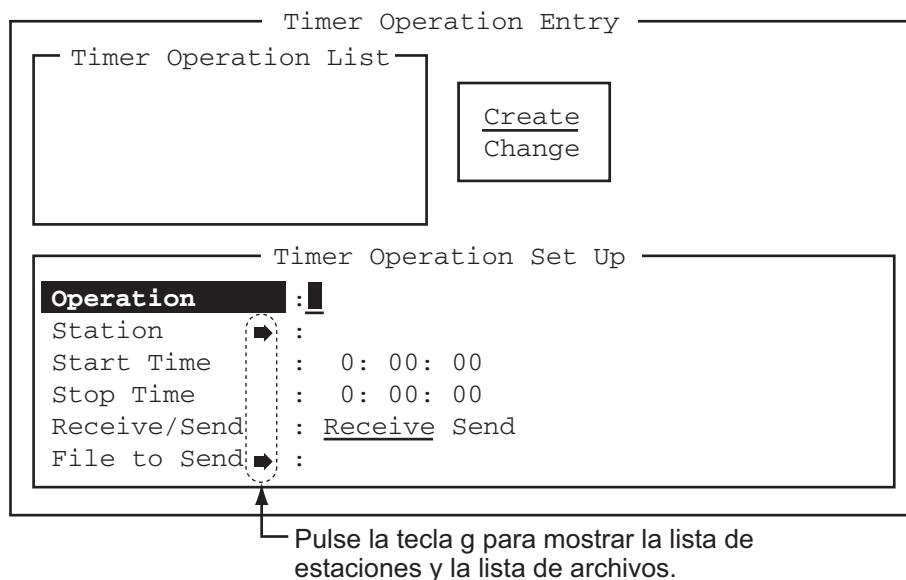 Timer Operation Entry
Timer Operation List
Create
Change
Timer Operation Set Up
Operation :
Station :
Start Time : 0: 00: 00
Stop Time : 0: 00: 00
Receive/Send : Receive Send
File to Send :
Pulse la tecla g para mostrar la lista de
estaciones y la lista de archivos.